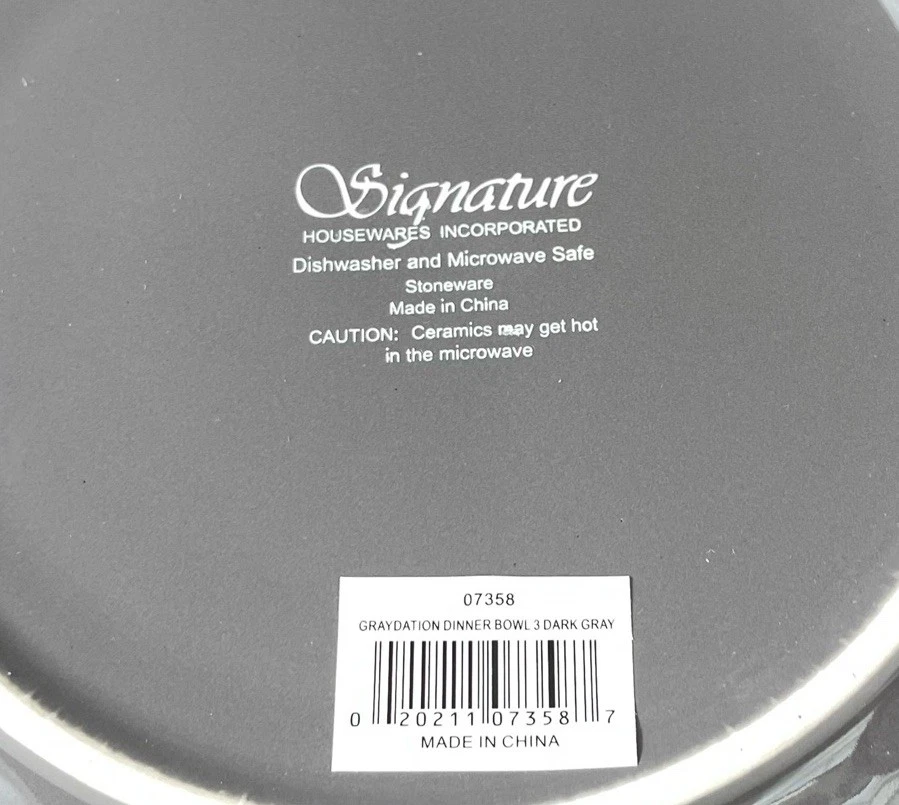 Signature
HOUSEWARES INCORPORATED
Dishwasher and Microwave Safe
Stoneware
Made in China
CAUTION: Ceramics may get hot
in the microwave
07358
GRAYDATION DINNER BOWL 3 DARK GRAY
0 20211 07358 7
MADE IN CHINA